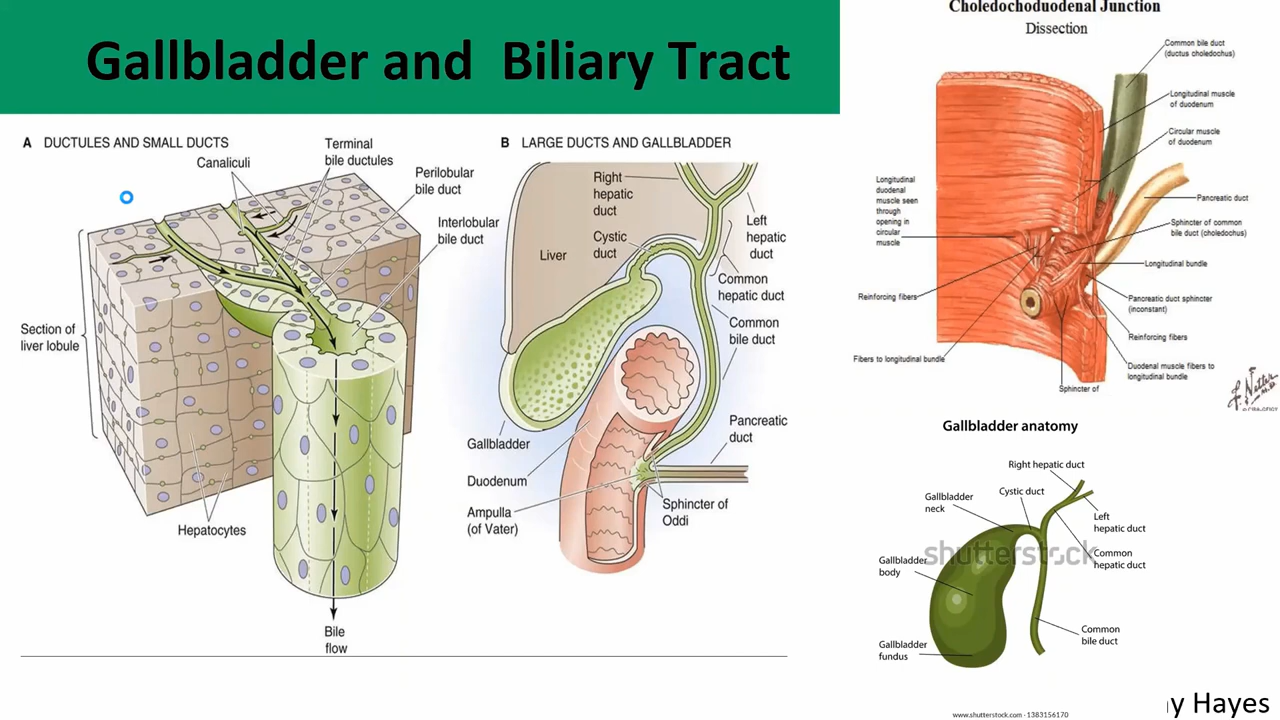 Gallbladder and Biliary Tract
A DUCTULES AND SMALL DUCTS
Canaliculi
Terminal
bile ductules
Perilobular
bile duct
Interlobular
bile duct
Section of
liver lobule
Hepatocytes
Bile
flow
B LARGE DUCTS AND GALLBLADDER
Right
hepatic
duct
Cystic
duct
Liver
Left
hepatic
duct
Common
hepatic duct
Common
bile duct
Pancreatic
duct
Gallbladder
Duodenum
Ampulla
(of Vater)
Sphincter of
Oddi
Choledochoduodenal Junction
Dissection
Common bile duct
(ductus choledochus)
Longitudinal muscle
of duodenum
Circular muscle
of duodenum
Longitudinal
duodenal
muscle seen
through
opening in
circular
muscle
Pancreatic duct
Sphincter of common
bile duct (choledochus)
Longitudinal bundle
Reinforcing fibers
Pancreatic duct sphincter
(inconstant)
Reinforcing fibers
Fibers to longitudinal bundle
Duodenal muscle fibers to
longitudinal bundle
Sphincter of
F. Netter
M.D.
Gallbladder anatomy
Right hepatic duct
Cystic duct
Gallbladder
neck
Left
hepatic duct
shutterstock
Common
hepatic duct
Gallbladder
body
Common
bile duct
Gallbladder
fundus
www.shutterstock.com · 1383156170
y Hayes